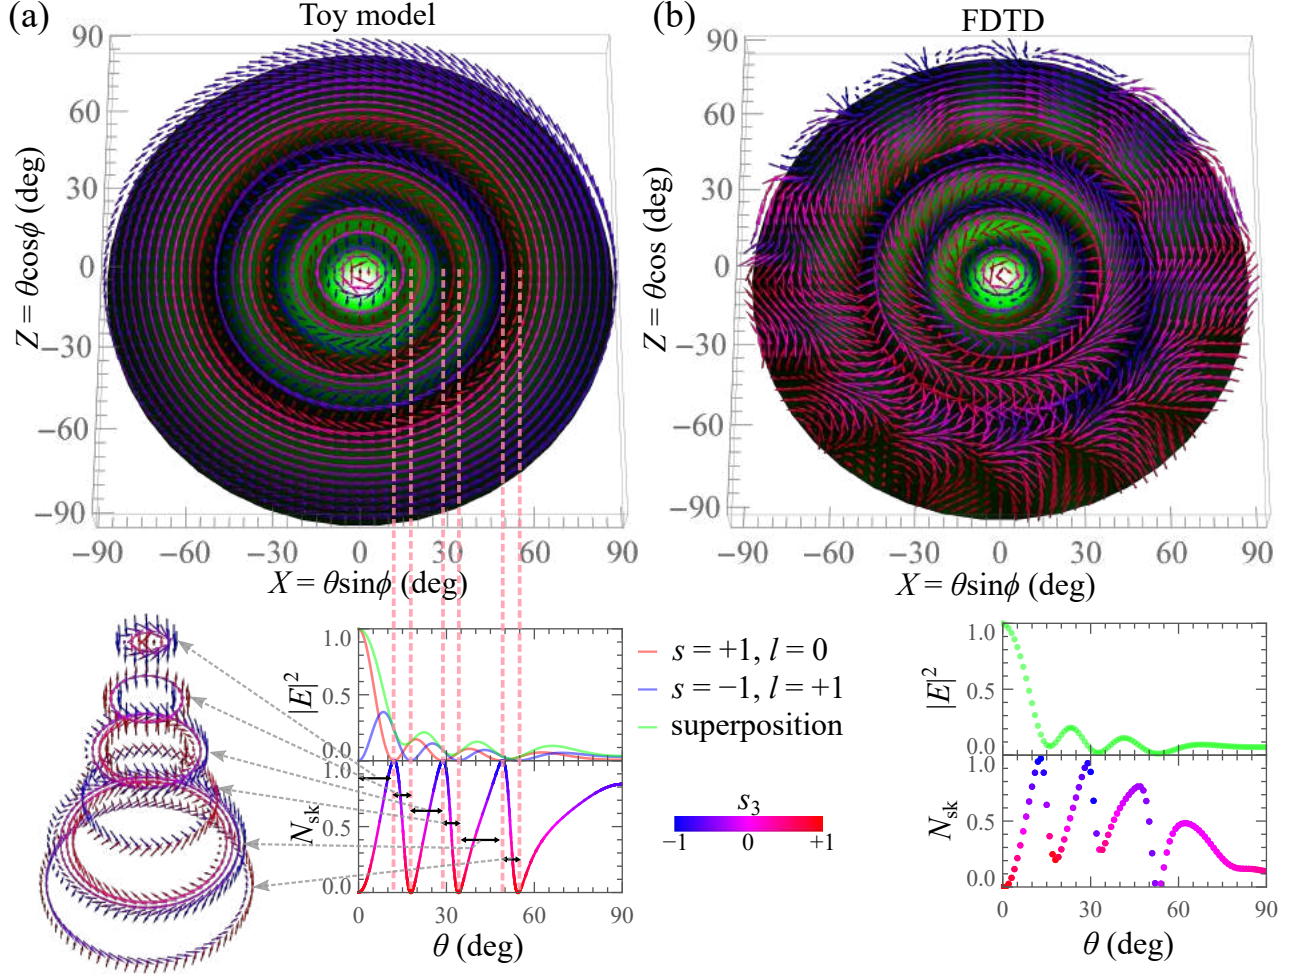 (a)
Toy model
90
60
30
0
−30
−60
−90
Z = θcosϕ (deg)
−90
−30
0
30
90
X = θsinϕ (deg)
(b)
FDTD
90
60
30
0
−30
−60
−90
Z = θcos (deg)
−90
−30
0
30
90
X = θsinϕ (deg)
1.0
0.5
0.0
|E|²
1.0
0.5
0.0
Nsk
0
30
60
90
θ (deg)
s = +1, l = 0
s = −1, l = +1
superposition
s₃
−1
0
+1
1.0
0.5
0.0
|E|²
1.0
0.5
0.0
Nsk
0
30
60
90
θ (deg)